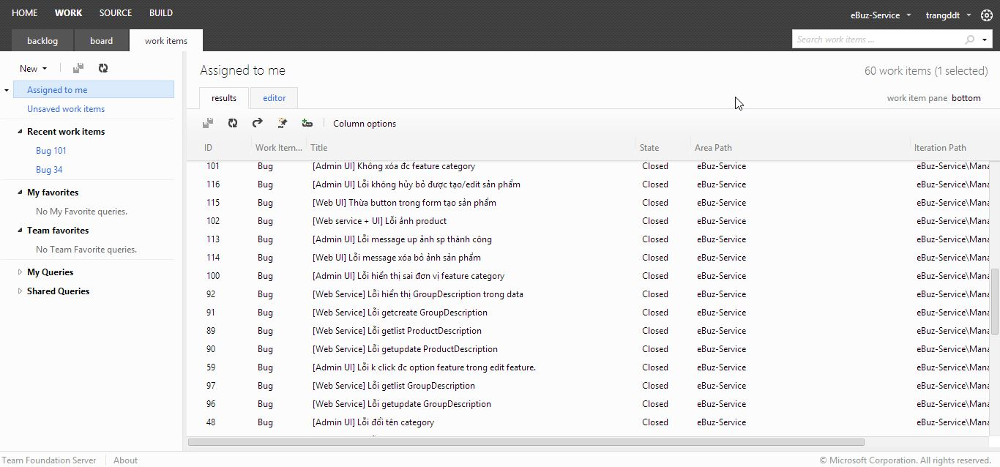 HOME WORK SOURCE BUILD
eBuz-Service trangddt
backlog board work items
Search work items ...
New
Assigned to me
Unsaved work items
Recent work items
Bug 101
Bug 34
My favorites
No My Favorite queries.
Team favorites
No Team Favorite queries.
My Queries
Shared Queries
Assigned to me
60 work items (1 selected)
results editor
work item pane bottom
Column options
ID Work Item... Title State Area Path Iteration Path
101 Bug [Admin UI] Không xóa đc feature category Closed eBuz-Service eBuz-Service\Mana
116 Bug [Admin UI] Lỗi không hủy bỏ được tạo/edit sản phẩm Closed eBuz-Service eBuz-Service\Mana
115 Bug [Web UI] Thừa button trong form tạo sản phẩm Closed eBuz-Service eBuz-Service\Mana
102 Bug [Web service + UI] Lỗi ảnh product Closed eBuz-Service eBuz-Service\Mana
113 Bug [Admin UI] Lỗi message up ảnh sp thành công Closed eBuz-Service eBuz-Service\Mana
114 Bug [Web UI] Lỗi message xóa bỏ ảnh sản phẩm Closed eBuz-Service eBuz-Service\Mana
100 Bug [Admin UI] Lỗi hiển thị sai đơn vị feature category Closed eBuz-Service eBuz-Service\Mana
92 Bug [Web Service] Lỗi hiển thị GroupDescription trong data Closed eBuz-Service eBuz-Service\Mana
91 Bug [Web Service] Lỗi getcreate GroupDescription Closed eBuz-Service eBuz-Service\Mana
89 Bug [Web Service] Lỗi getlist ProductDescription Closed eBuz-Service eBuz-Service\Mana
90 Bug [Web Service] Lỗi getupdate ProductDescription Closed eBuz-Service eBuz-Service\Mana
59 Bug [Admin UI] Lỗi k click đc option feature trong edit feature. Closed eBuz-Service eBuz-Service\Mana
97 Bug [Web Service] Lỗi getlist GroupDescription Closed eBuz-Service eBuz-Service\Mana
96 Bug [Web Service] Lỗi getupdate GroupDescription Closed eBuz-Service eBuz-Service\Mana
48 Bug [Admin UI] Lỗi đổi tên category Closed eBuz-Service eBuz-Service\Mana
Team Foundation Server About
© Microsoft Corporation. All rights reserved.